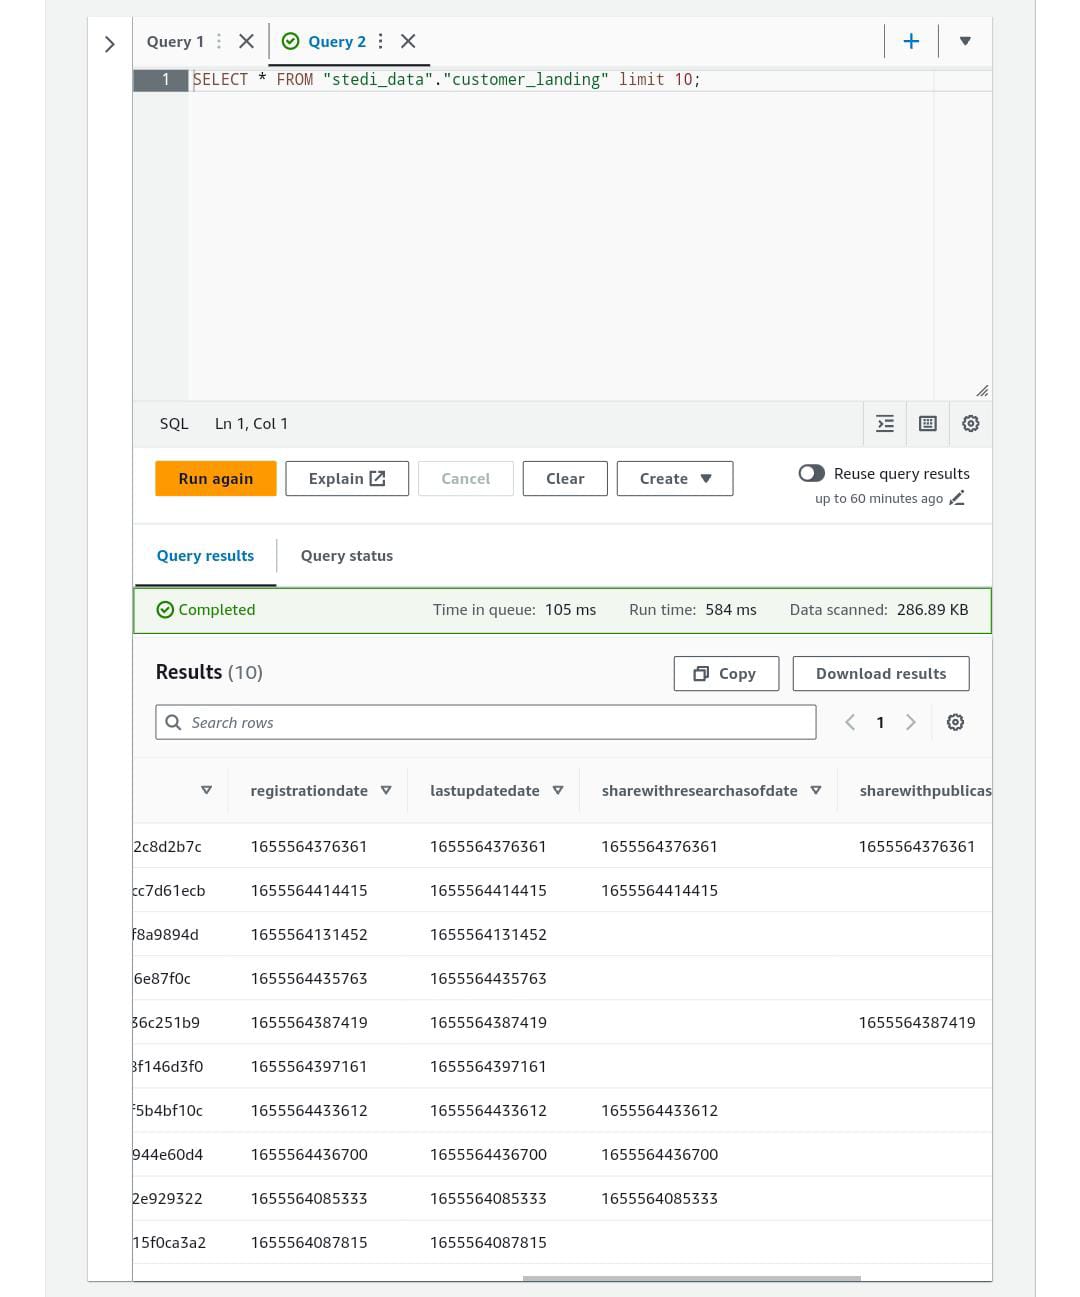 Query 1 Query 2
1 SELECT * FROM "stedi_data"."customer_landing" limit 10;
SQL Ln 1, Col 1
Run again Explain Cancel Clear Create Reuse query results
up to 60 minutes ago
Query results Query status
Completed Time in queue: 105 ms Run time: 584 ms Data scanned: 286.89 KB
Results (10) Copy Download results
Search rows 1
registrationdate lastupdatedate sharewithresearchasofdate sharewithpublicas
2c8d2b7c 1655564376361 1655564376361 1655564376361 1655564376361
cc7d61ecb 1655564414415 1655564414415 1655564414415
f8a9894d 1655564131452 1655564131452
6e87f0c 1655564435763 1655564435763
36c251b9 1655564387419 1655564387419 1655564387419
8f146d3f0 1655564397161 1655564397161
f5b4bf10c 1655564433612 1655564433612 1655564433612
944e60d4 1655564436700 1655564436700 1655564436700
2e929322 1655564085333 1655564085333 1655564085333
15f0ca3a2 1655564087815 1655564087815